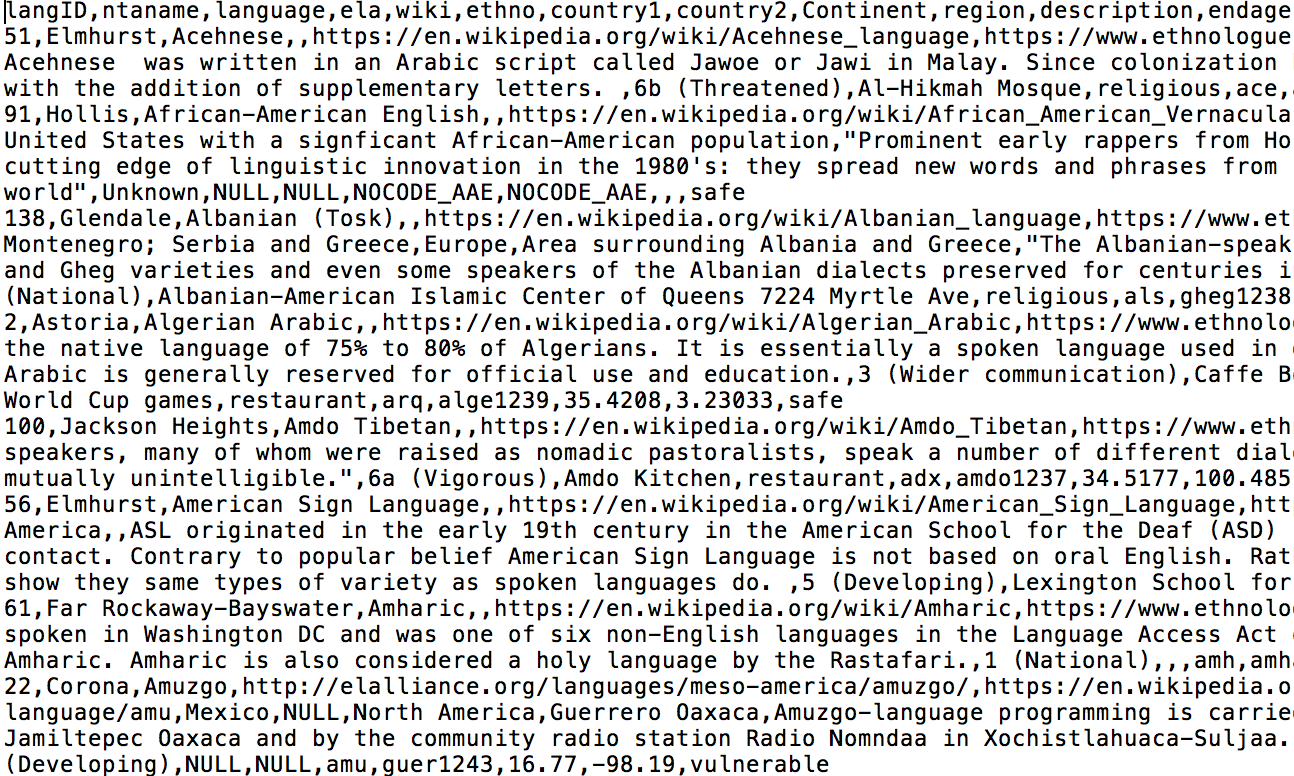 langID,ntaname,language,ela,wiki,ethno,country1,country2,Continent,region,description,endage
51,Elmhurst,Acehnese,,https://en.wikipedia.org/wiki/Acehnese_language,https://www.ethnologue
Acehnese  was written in an Arabic script called Jawoe or Jawi in Malay. Since colonization
with the addition of supplementary letters. ,6b (Threatened),Al-Hikmah Mosque,religious,ace,
91,Hollis,African-American English,,https://en.wikipedia.org/wiki/African_American_Vernacula
United States with a signficant African-American population,"Prominent early rappers from Ho
cutting edge of linguistic innovation in the 1980's: they spread new words and phrases from
world",Unknown,NULL,NULL,NOCODE_AAE,NOCODE_AAE,,,safe
138,Glendale,Albanian (Tosk),,https://en.wikipedia.org/wiki/Albanian_language,https://www.et
Montenegro; Serbia and Greece,Europe,Area surrounding Albania and Greece,"The Albanian-speak
and Gheg varieties and even some speakers of the Albanian dialects preserved for centuries i
(National),Albanian-American Islamic Center of Queens 7224 Myrtle Ave,religious,als,gheg1238
2,Astoria,Algerian Arabic,,https://en.wikipedia.org/wiki/Algerian_Arabic,https://www.ethnolo
the native language of 75% to 80% of Algerians. It is essentially a spoken language used in
Arabic is generally reserved for official use and education.,3 (Wider communication),Caffe B
World Cup games,restaurant,arq,alge1239,35.4208,3.23033,safe
100,Jackson Heights,Amdo Tibetan,,https://en.wikipedia.org/wiki/Amdo_Tibetan,https://www.eth
speakers, many of whom were raised as nomadic pastoralists, speak a number of different dial
mutually unintelligible.",6a (Vigorous),Amdo Kitchen,restaurant,adx,amdo1237,34.5177,100.485
56,Elmhurst,American Sign Language,,https://en.wikipedia.org/wiki/American_Sign_Language,htt
America,,ASL originated in the early 19th century in the American School for the Deaf (ASD)
contact. Contrary to popular belief American Sign Language is not based on oral English. Rat
show they same types of variety as spoken languages do. ,5 (Developing),Lexington School for
61,Far Rockaway-Bayswater,Amharic,,https://en.wikipedia.org/wiki/Amharic,https://www.ethnolo
spoken in Washington DC and was one of six non-English languages in the Language Access Act
Amharic. Amharic is also considered a holy language by the Rastafari.,1 (National),,,amh,amh
22,Corona,Amuzgo,http://elalliance.org/languages/meso-america/amuzgo/,https://en.wikipedia.o
language/amu,Mexico,NULL,North America,Guerrero Oaxaca,Amuzgo-language programming is carrie
Jamiltepec Oaxaca and by the community radio station Radio Nomndaa in Xochistlahuaca-Suljaa.
(Developing),NULL,NULL,amu,guer1243,16.77,-98.19,vulnerable